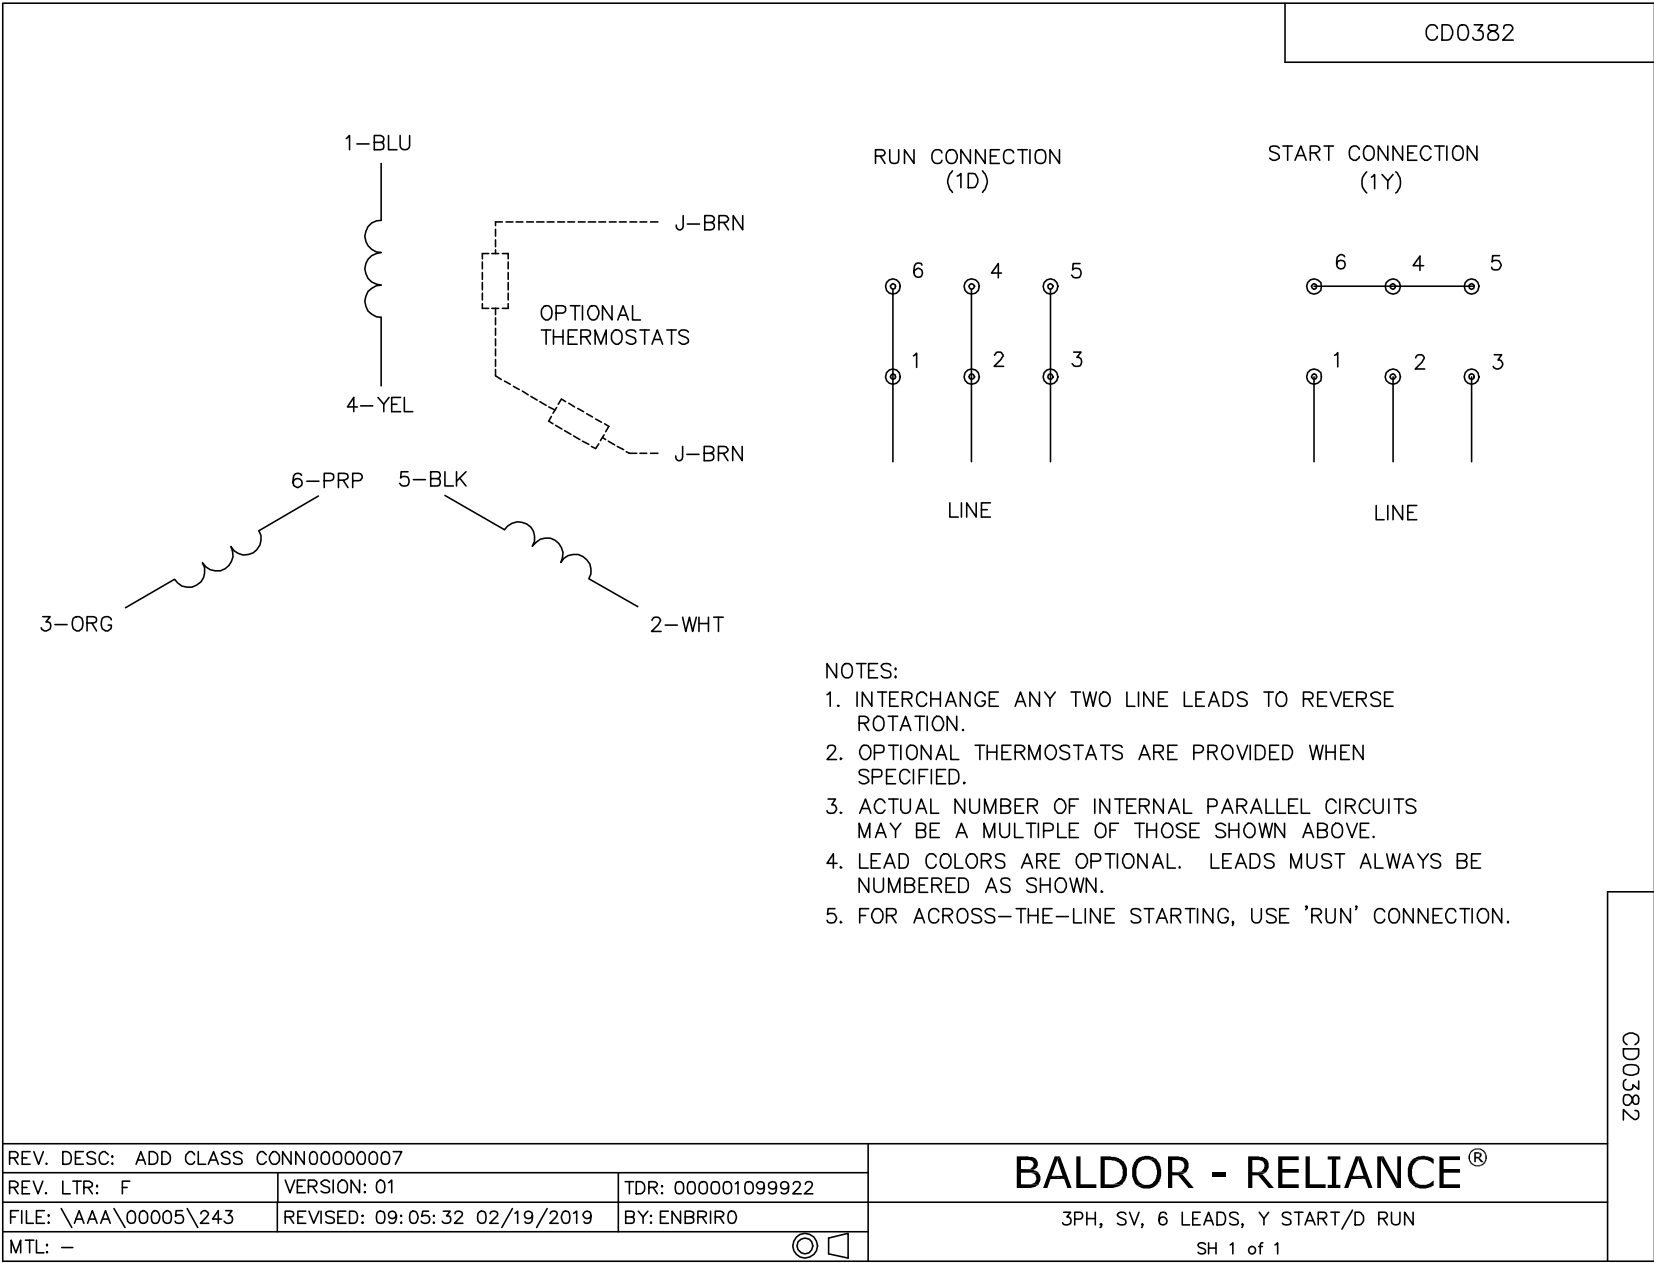 CD0382
1-BLU
4-YEL
6-PRP
5-BLK
3-ORG
2-WHT
J-BRN
OPTIONAL
THERMOSTATS
J-BRN
RUN CONNECTION
(1D)
6 4 5
1 2 3
LINE
START CONNECTION
(1Y)
6 4 5
1 2 3
LINE
NOTES:
1. INTERCHANGE ANY TWO LINE LEADS TO REVERSE
ROTATION.
2. OPTIONAL THERMOSTATS ARE PROVIDED WHEN
SPECIFIED.
3. ACTUAL NUMBER OF INTERNAL PARALLEL CIRCUITS
MAY BE A MULTIPLE OF THOSE SHOWN ABOVE.
4. LEAD COLORS ARE OPTIONAL. LEADS MUST ALWAYS BE
NUMBERED AS SHOWN.
5. FOR ACROSS-THE-LINE STARTING, USE 'RUN' CONNECTION.
CD0382
REV. DESC: ADD CLASS CONN00000007
REV. LTR: F VERSION: 01 TDR: 000001099922
FILE: \AAA\00005\243 REVISED: 09:05:32 02/19/2019 BY: ENBRIR0
MTL: -
BALDOR - RELIANCE®
3PH, SV, 6 LEADS, Y START/D RUN
SH 1 of 1